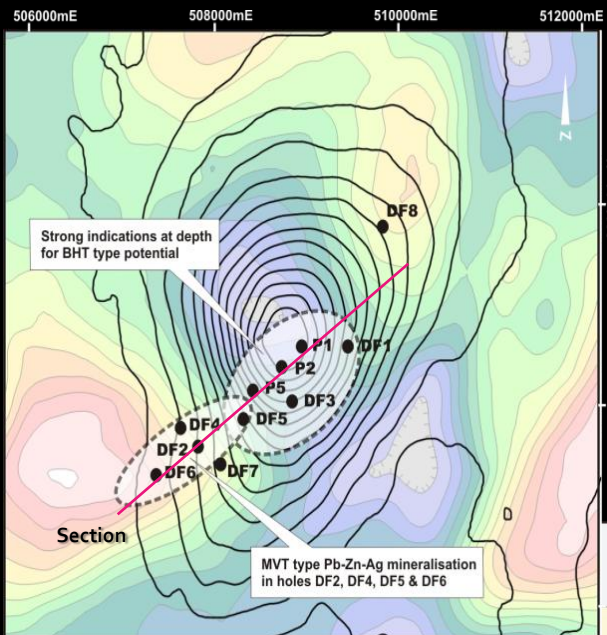 506000mE 508000mE 510000mE 512000mE
N
DF8
Strong indications at depth
for BHT type potential
P1
DF1
P2
P5
DF3
DF4
DF5
DF2
DF6
DF7
Section
MVT type Pb-Zn-Ag mineralisation
in holes DF2, DF4, DF5 & DF6